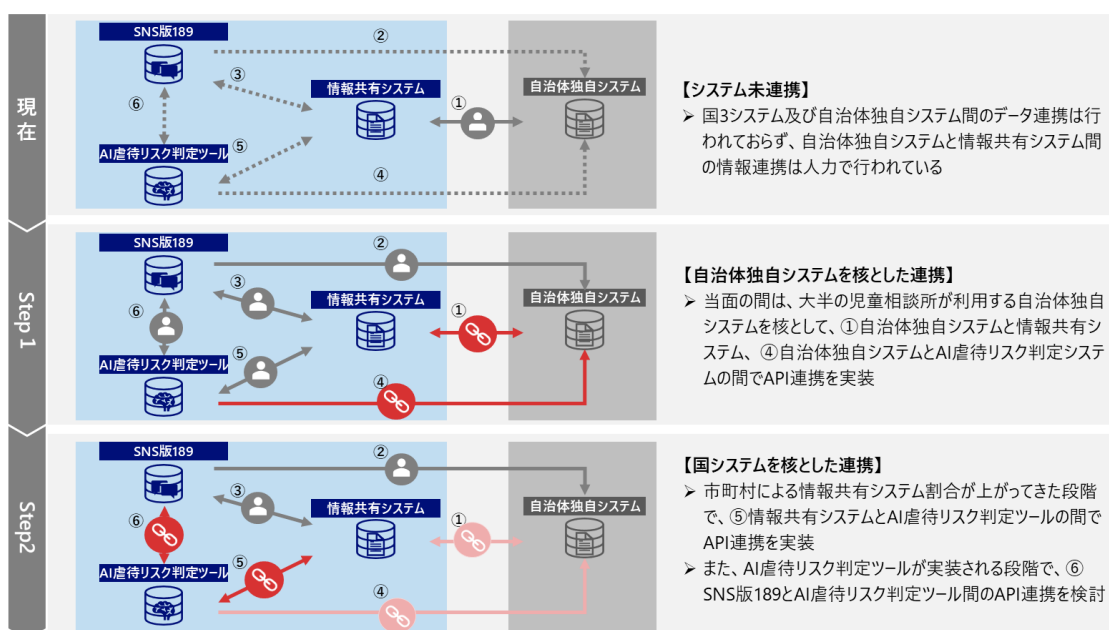 現在
SNS版189
②
③
⑥
情報共有システム
①
自治体独自システム
AI虐待リスク判定ツール
⑤
④
【システム未連携】
➢ 国3システム及び自治体独自システム間のデータ連携は行
われておらず、自治体独自システムと情報共有システム間
の情報連携は人力で行われている
Step 1
SNS版189
②
③
⑥
情報共有システム
①
自治体独自システム
AI虐待リスク判定ツール
⑤
④
【自治体独自システムを核とした連携】
➢ 当面の間は、大半の児童相談所が利用する自治体独自
システムを核として、①自治体独自システムと情報共有シ
ステム、④自治体独自システムとAI虐待リスク判定システ
ムの間でAPI連携を実装
Step2
SNS版189
②
③
⑥
情報共有システム
①
自治体独自システム
AI虐待リスク判定ツール
⑤
④
【国システムを核とした連携】
➢ 市町村による情報共有システム割合が上がってきた段階
で、⑤情報共有システムとAI虐待リスク判定ツールの間で
API連携を実装
➢ また、AI虐待リスク判定ツールが実装される段階で、⑥
SNS版189とAI虐待リスク判定ツール間のAPI連携を検討